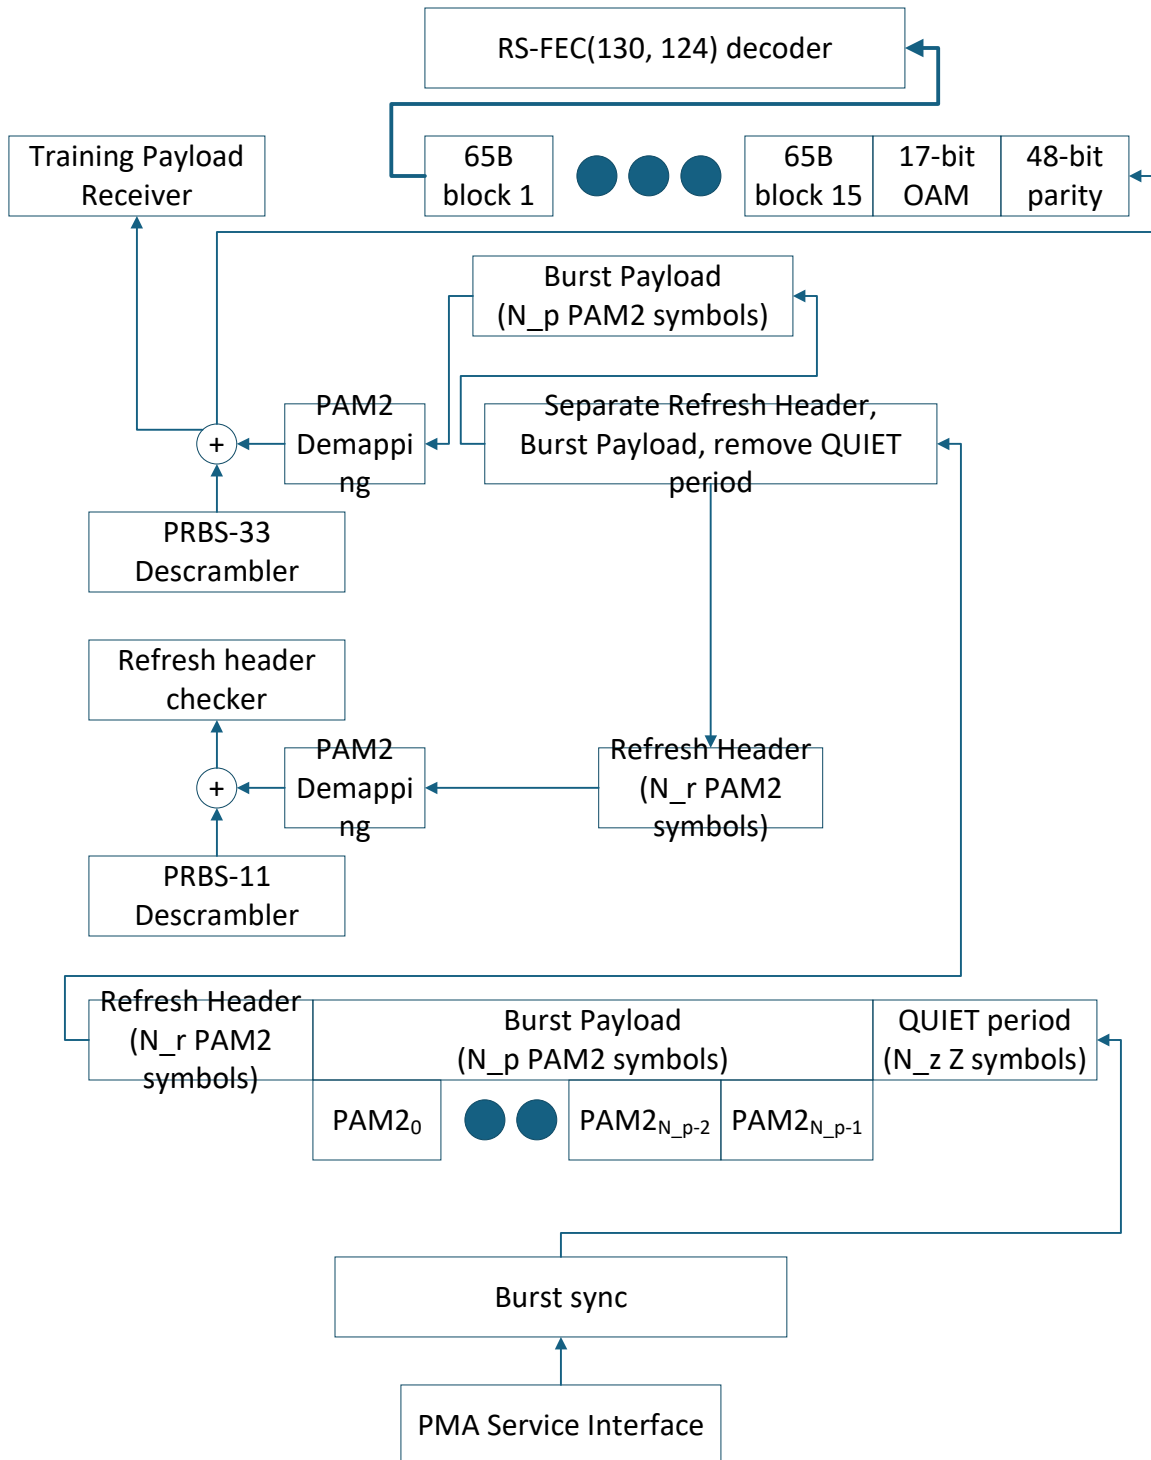 RS-FEC(130, 124) decoder
Training Payload
Receiver
65B
block 1
65B
block 15
17-bit
OAM
48-bit
parity
Burst Payload
(N_p PAM2 symbols)
PAM2
Demappi
ng
Separate Refresh Header,
Burst Payload, remove QUIET
period
+
PRBS-33
Descrambler
Refresh header
checker
PAM2
Demappi
ng
Refresh Header
(N_r PAM2
symbols)
+
PRBS-11
Descrambler
Refresh Header
(N_r PAM2
symbols)
Burst Payload
(N_p PAM2 symbols)
QUIET period
(N_z Z symbols)
PAM2₀
PAM2N_p-2
PAM2N_p-1
Burst sync
PMA Service Interface